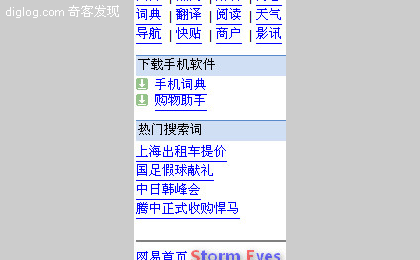 diglog.com 奇客发现
词典 | 翻译 | 阅读 | 天气
导航 | 快贴 | 商户 | 影讯
下载手机软件
手机词典
购物助手
热门搜索词
上海出租车提价
国足假球献礼
中日韩峰会
腾中正式收购悍马
网易首页 Storm Eyes